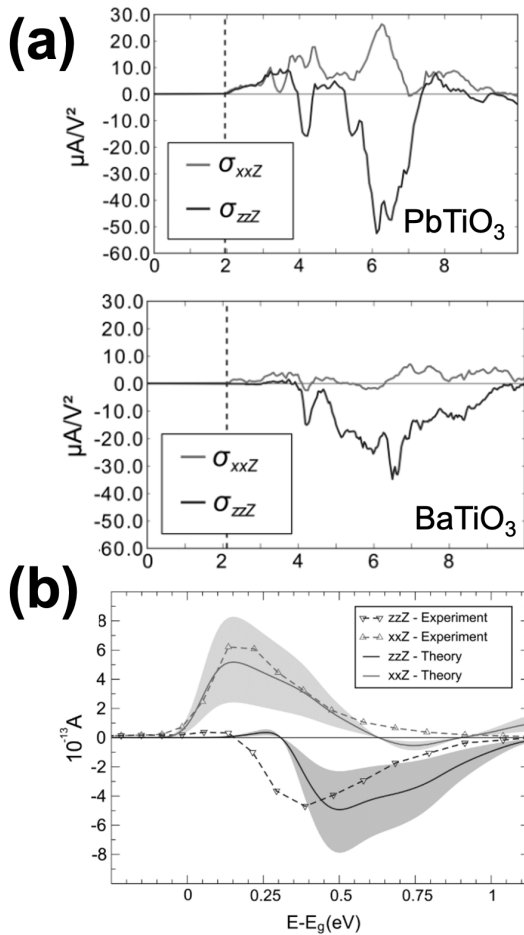 (a)
30.0
20.0
10.0
0.0
-10.0
-20.0
-30.0
-40.0
-50.0
-60.0
µA/V²
σxxZ
σzzZ
PbTiO3
0 2 4 6 8
30.0
20.0
10.0
0.0
-10.0
-20.0
-30.0
-40.0
-50.0
60.0
µA/V²
σxxZ
σzzZ
BaTiO3
0 2 4 6 8
(b)
8
6
4
2
0
-2
-4
-6
-8
10⁻¹³A
zzZ - Experiment
xxZ - Experiment
zzZ - Theory
xxZ - Theory
0 0.25 0.5 0.75 1
E-Eg(eV)